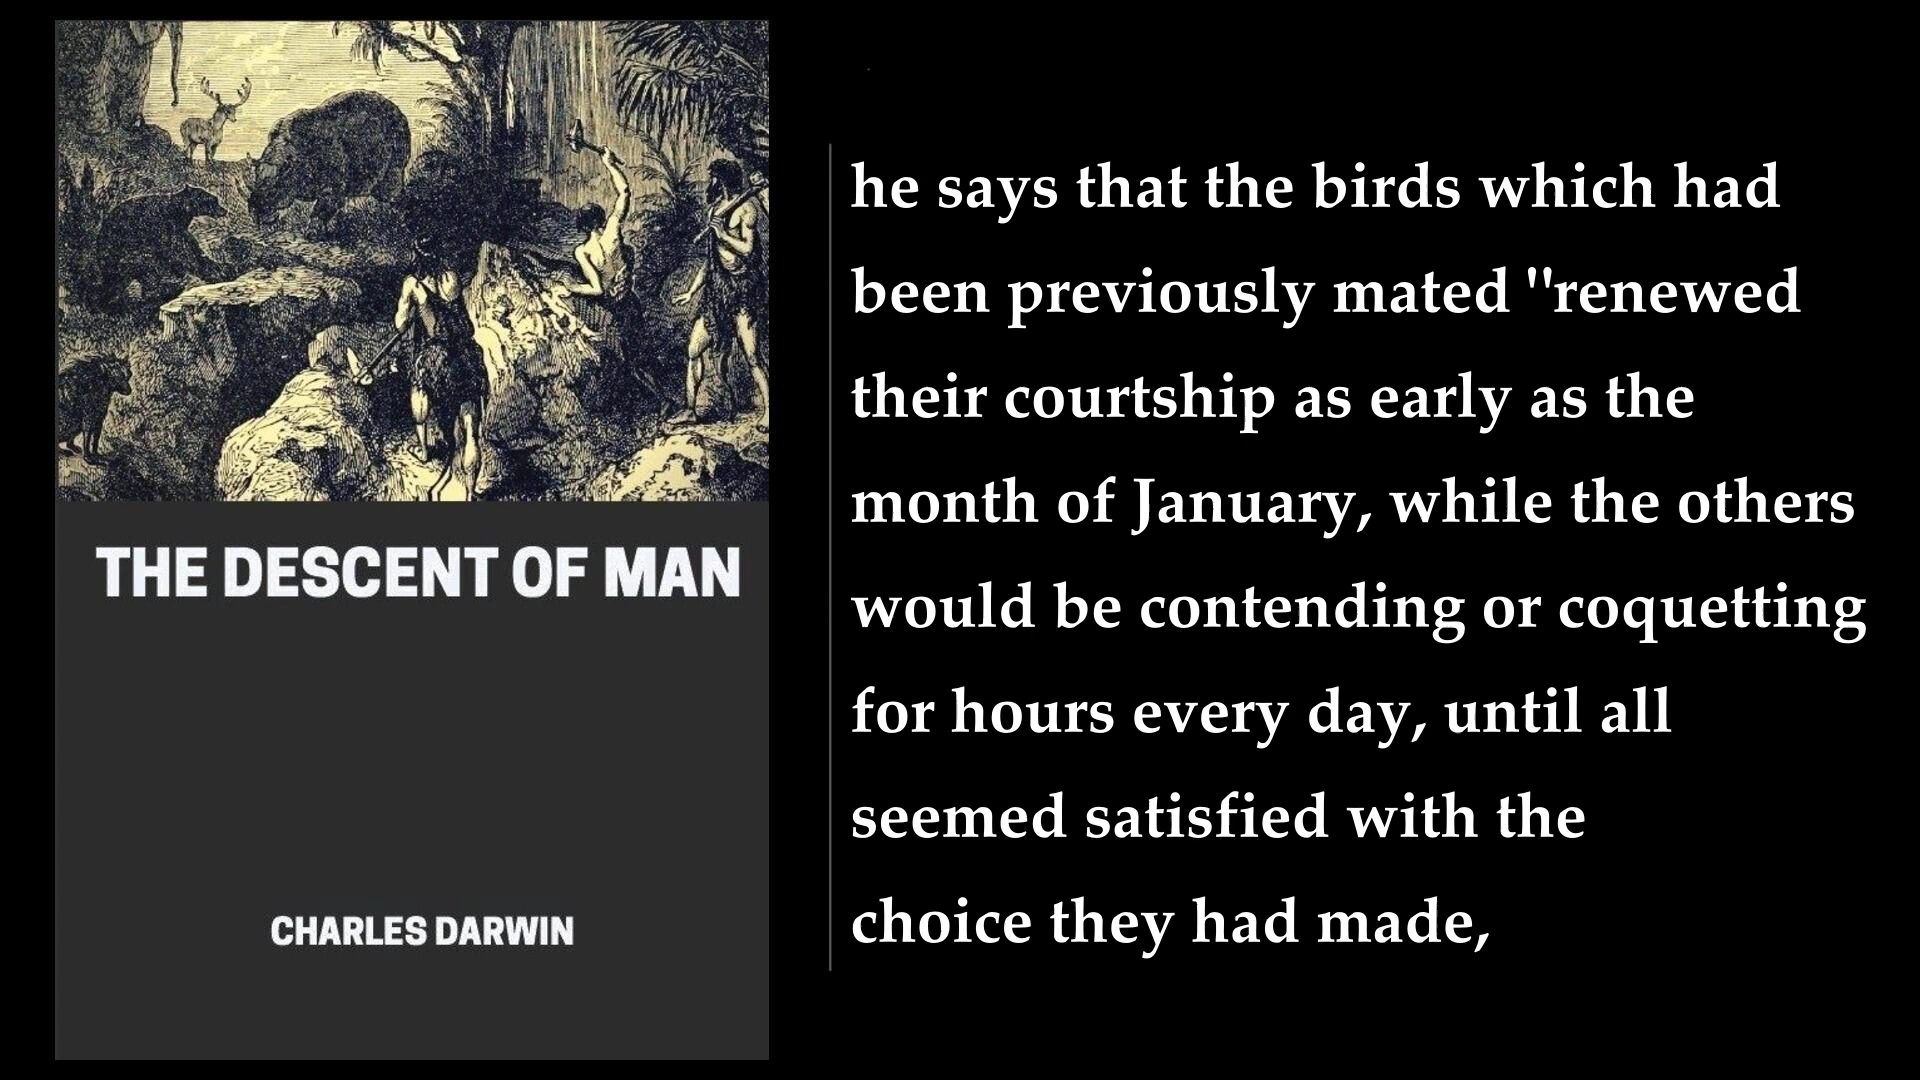 THE DESCENT OF MAN
CHARLES DARWIN
he says that the birds which had
been previously mated "renewed
their courtship as early as the
month of January, while the others
would be contending or coquetting
for hours every day, until all
seemed satisfied with the
choice they had made,